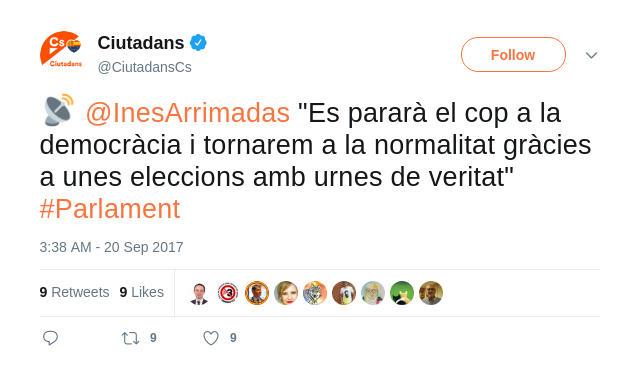 Cs
Ciutadans
Ciutadans
@CiutadansCs
Follow
@InesArrimadas "Es pararà el cop a la
democràcia i tornarem a la normalitat gràcies
a unes eleccions amb urnes de veritat"
#Parlament
3:38 AM - 20 Sep 2017
9 Retweets 9 Likes
3
9 9